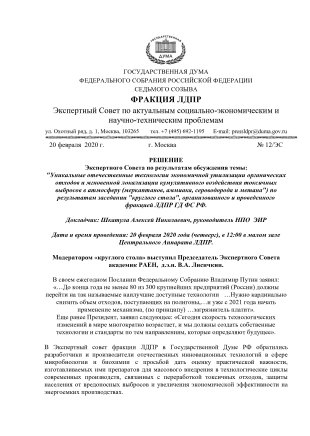 ГОСУДАРСТВЕННАЯ ДУМА
ФЕДЕРАЛЬНОГО СОБРАНИЯ РОССИЙСКОЙ ФЕДЕРАЦИИ
СЕДЬМОГО СОЗЫВА
ФРАКЦИЯ ЛДПР
Экспертный Совет по актуальным социально-экономическим и
научно-техническим проблемам
ул. Охотный ряд, д. 1, Москва, 103265 тел. +7 (495) 692-1195 E-mail: pressldpr@duma.gov.ru
20 февраля 2020 г. г. Москва № 12/ЭС
РЕШЕНИЕ
Экспертного Совета по результатам обсуждения темы:
"Уникальные отечественные технологии экономичной утилизации органических
отходов и мгновенной локализации кумулятивного воздействия токсичных
выбросов в атмосферу (меркаптанов, аммиака, сероводорода и метана") по
результатам заседания "круглого стола", организованного и проведенного
фракцией ЛДПР ГД ФС РФ.
Докладчик: Шпатула Алексей Николаевич, руководитель НПО ЭИР
Дата и время проведения: 20 февраля 2020 года (четверг), в 12:00 в малом зале
Центрального Аппарата ЛДПР.
Мадератором «круглого стола» выступил Председатель Экспертного Совета
академик РАЕН, д.э.н. В.А. Лисичкин.
В своем ежегодном Послании Федеральному Собранию Владимир Путин заявил:
«…До конца года не менее 80 из 300 крупнейших предприятий (России) должны
перейти на так называемые наилучшие доступные технологии …Нужно кардинально
снизить объем отходов, поступающих на полигоны,…и уже с 2021 года начать
применение механизма, (по принципу) …загрязнитель платит».
Еще ранее Президент, заявил следующее: «Сегодня скорость технологических
изменений в мире многократно возрастает, и мы должны создать собственные
технологии и стандарты по тем направлениям, которые определяют будущее».
В Экспертный совет фракции ЛДПР в Государственной Думе РФ обратились
разработчики и производители отечественных инновационных технологий в сфере
микробиологии и биохимии с просьбой дать оценку практической важности,
изготавливаемых ими препаратов для массового внедрения в технологические циклы
современных производств, связанных с переработкой токсичных отходов, защиты
населения от вредоносных выбросов и увеличения экономической эффективности на
энергоемких производствах.